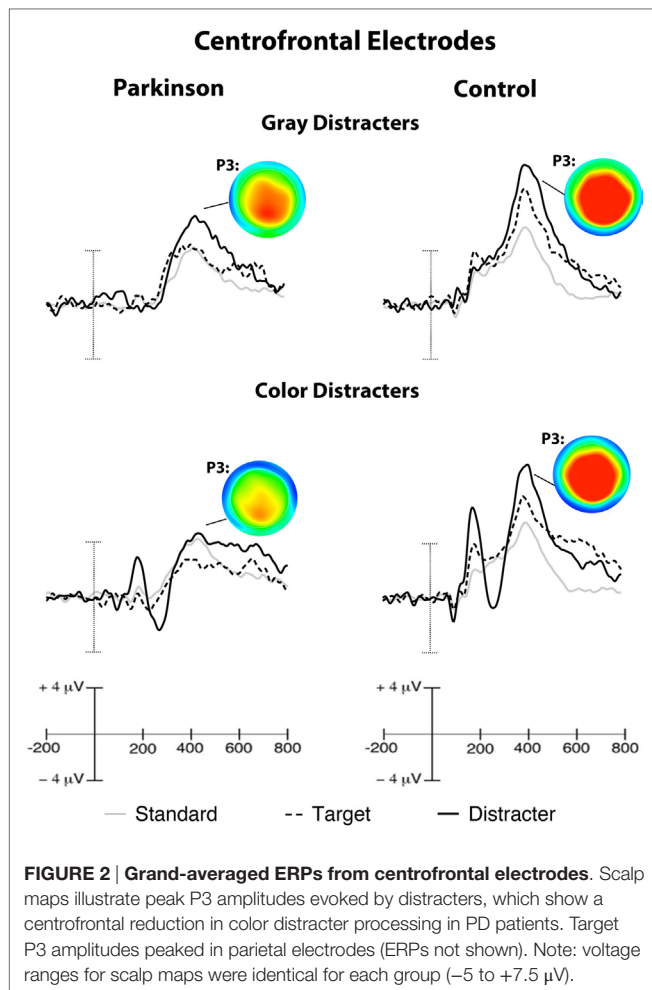 Centrofrontal Electrodes
Parkinson Control
Gray Distracters
P3: P3:
Color Distracters
P3: P3:
+ 4 µV + 4 µV
-200 200 400 600 800 -200 200 400 600 800
– 4 µV – 4 µV
Standard Target Distracter
FIGURE 2 | Grand-averaged ERPs from centrofrontal electrodes. Scalp
maps illustrate peak P3 amplitudes evoked by distracters, which show a
centrofrontal reduction in color distracter processing in PD patients. Target
P3 amplitudes peaked in parietal electrodes (ERPs not shown). Note: voltage
ranges for scalp maps were identical for each group (−5 to +7.5 μV).